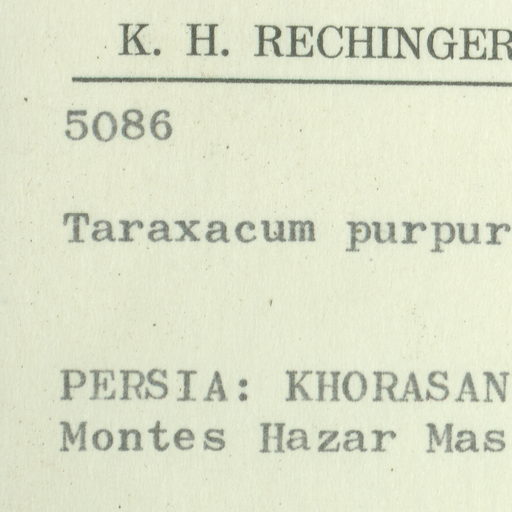 K. H. RECHINGER
5086
Taraxacum purpur
PERSIA: KHORASAN
Montes Hazar Mas